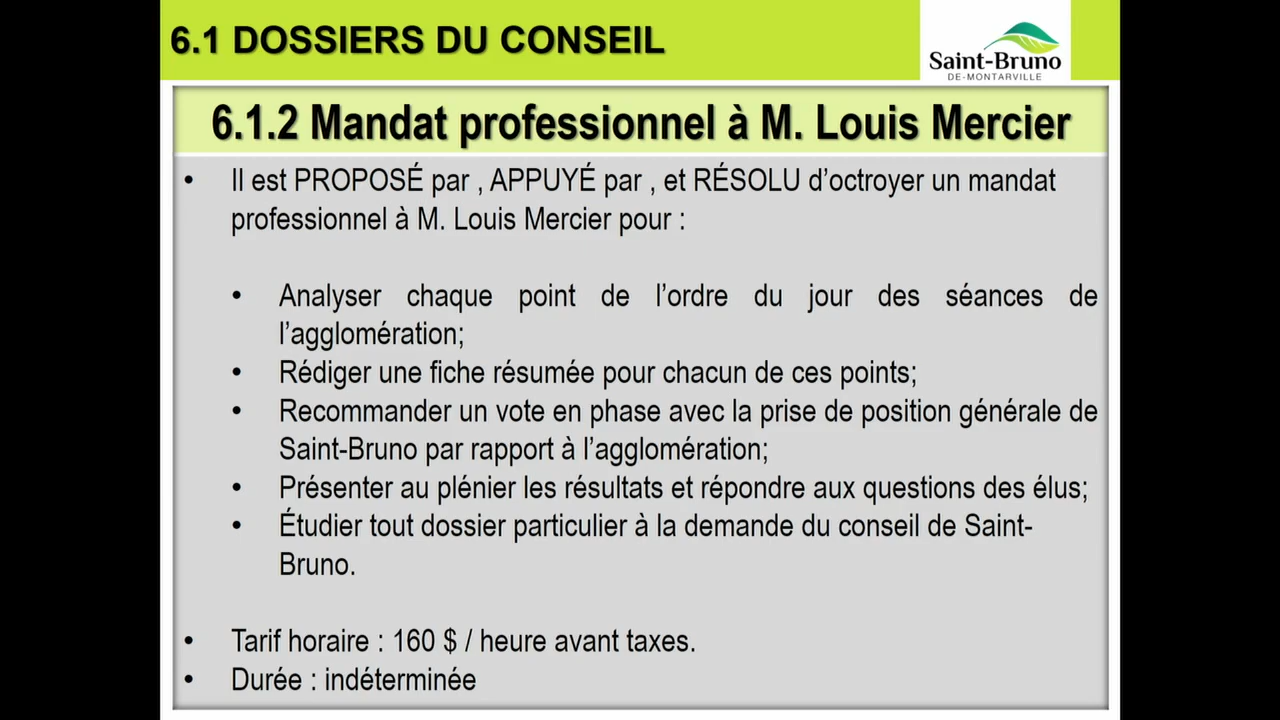 6.1 DOSSIERS DU CONSEIL
Saint-Bruno
DE-MONTARVILLE
6.1.2 Mandat professionnel à M. Louis Mercier
• Il est PROPOSÉ par , APPUYÉ par , et RÉSOLU d’octroyer un mandat
professionnel à M. Louis Mercier pour :
• Analyser chaque point de l’ordre du jour des séances de
l’agglomération;
• Rédiger une fiche résumée pour chacun de ces points;
• Recommander un vote en phase avec la prise de position générale de
Saint-Bruno par rapport à l’agglomération;
• Présenter au plénier les résultats et répondre aux questions des élus;
• Étudier tout dossier particulier à la demande du conseil de Saint-
Bruno.
• Tarif horaire : 160 $ / heure avant taxes.
• Durée : indéterminée